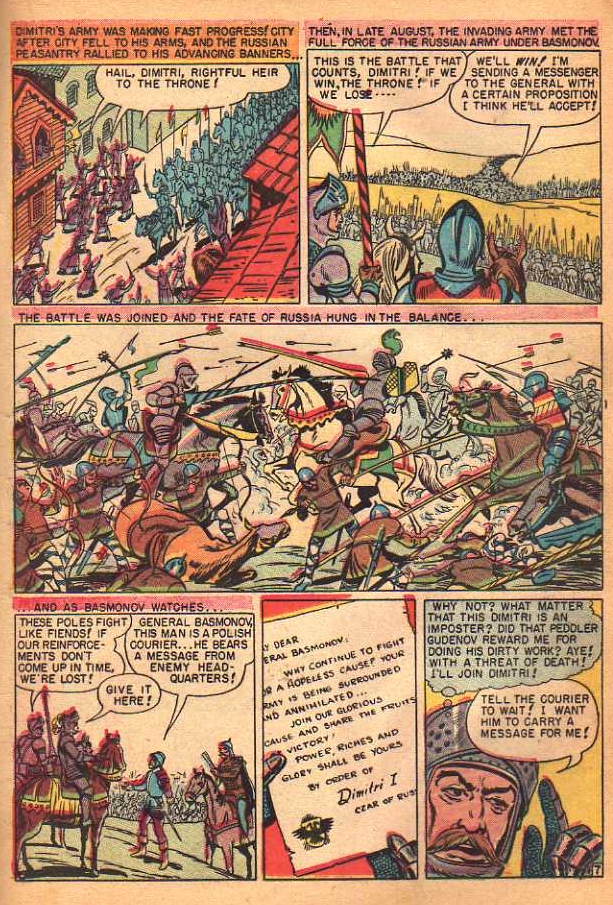 DIMITRI'S ARMY WAS MAKING FAST PROGRESS! CITY
AFTER CITY FELL TO HIS ARMS, AND THE RUSSIAN
PEASANTRY RALLIED TO HIS ADVANCING BANNERS...
HAIL, DIMITRI, RIGHTFUL HEIR
TO THE THRONE!
THEN, IN LATE AUGUST, THE INVADING ARMY MET THE
FULL FORCE OF THE RUSSIAN ARMY UNDER BASMONOV.
THIS IS THE BATTLE THAT
COUNTS, DIMITRI! IF WE
WIN, THE THRONE! IF
WE LOSE----
WE'LL WIN! I'M
SENDING A MESSENGER
TO THE GENERAL WITH
A CERTAIN PROPOSITION
I THINK HE'LL ACCEPT!
THE BATTLE WAS JOINED AND THE FATE OF RUSSIA HUNG IN THE BALANCE...
...AND AS BASMONOV WATCHES...
THESE POLES FIGHT
LIKE FIENDS! IF
OUR REINFORCE-
MENTS DON'T
COME UP IN TIME,
WE'RE LOST!
GENERAL BASMONOV,
THIS MAN IS A POLISH
COURIER...HE BEARS
A MESSAGE FROM
ENEMY HEAD-
QUARTERS!
GIVE IT
HERE!
Y DEAR
ERAL BASMONOV:
WHY CONTINUE TO FIGHT
R A HOPELESS CAUSE? YOUR
RMY IS BEING SURROUNDED
ND ANNIHILATED...
JOIN OUR GLORIOUS
CAUSE AND SHARE THE FRUITS
VICTORY!
POWER, RICHES AND
GLORY SHALL BE YOURS
BY ORDER OF
Dimitri I
CZAR OF RUS
WHY NOT? WHAT MATTER
THAT THIS DIMITRI IS AN
IMPOSTER? DID THAT PEDDLER
GUDENOV REWARD ME FOR
DOING HIS DIRTY WORK? AYE!
WITH A THREAT OF DEATH!
I'LL JOIN DIMITRI!
TELL THE COURIER
TO WAIT! I WANT
HIM TO CARRY A
MESSAGE FOR ME!
7